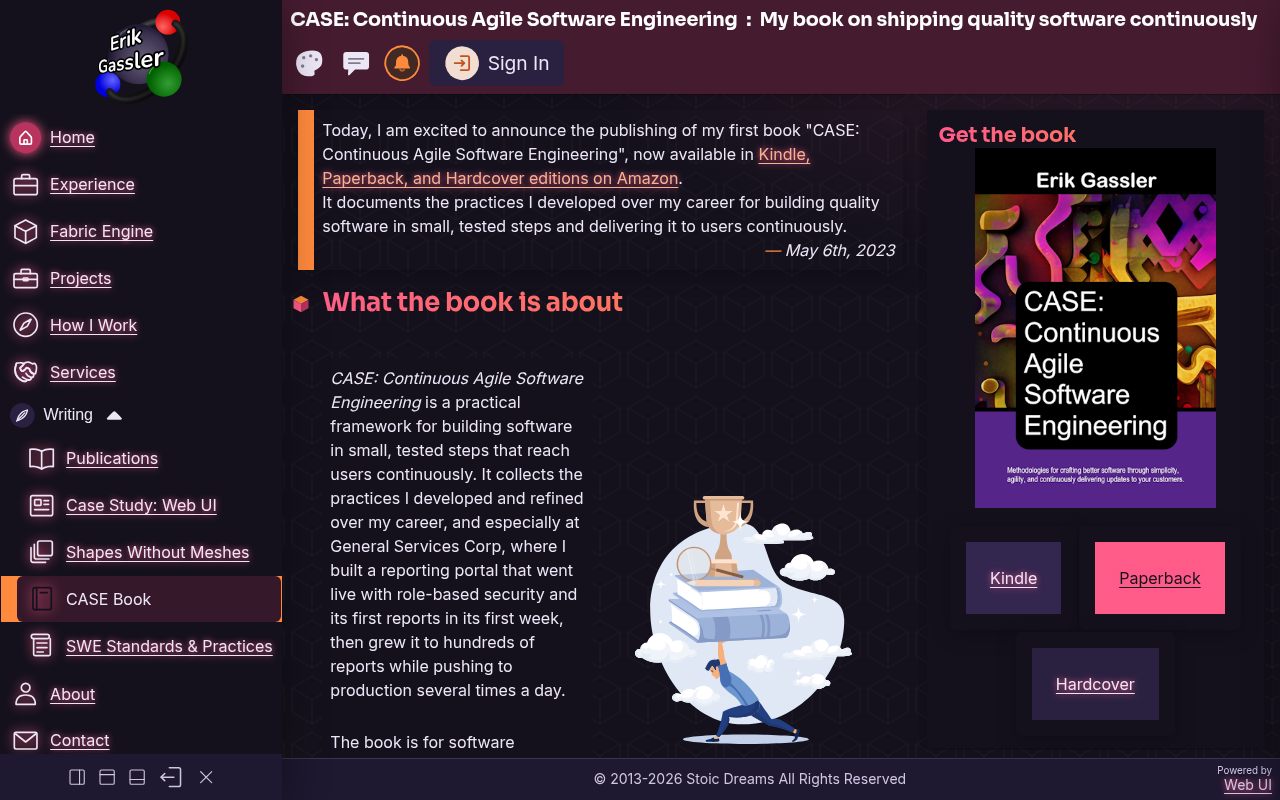 Erik
Gassler
Home
Experience
Fabric Engine
Projects
How I Work
Services
Writing
Publications
Case Study: Web UI
Shapes Without Meshes
CASE Book
SWE Standards & Practices
About
Contact
CASE: Continuous Agile Software Engineering : My book on shipping quality software continuously
Sign In
Today, I am excited to announce the publishing of my first book "CASE:
Continuous Agile Software Engineering", now available in Kindle,
Paperback, and Hardcover editions on Amazon.
It documents the practices I developed over my career for building quality
software in small, tested steps and delivering it to users continuously.
— May 6th, 2023
What the book is about
CASE: Continuous Agile Software
Engineering is a practical
framework for building software
in small, tested steps that reach
users continuously. It collects the
practices I developed and refined
over my career, and especially at
General Services Corp, where I
built a reporting portal that went
live with role-based security and
its first reports in its first week,
then grew it to hundreds of
reports while pushing to
production several times a day.
The book is for software
Get the book
Erik Gassler
CASE:
Continuous
Agile
Software
Engineering
Methodologies for crafting better software through simplicity,
agility, and continuously delivering updates to your customers.
Kindle
Paperback
Hardcover
© 2013-2026 Stoic Dreams All Rights Reserved
Powered by
Web UI